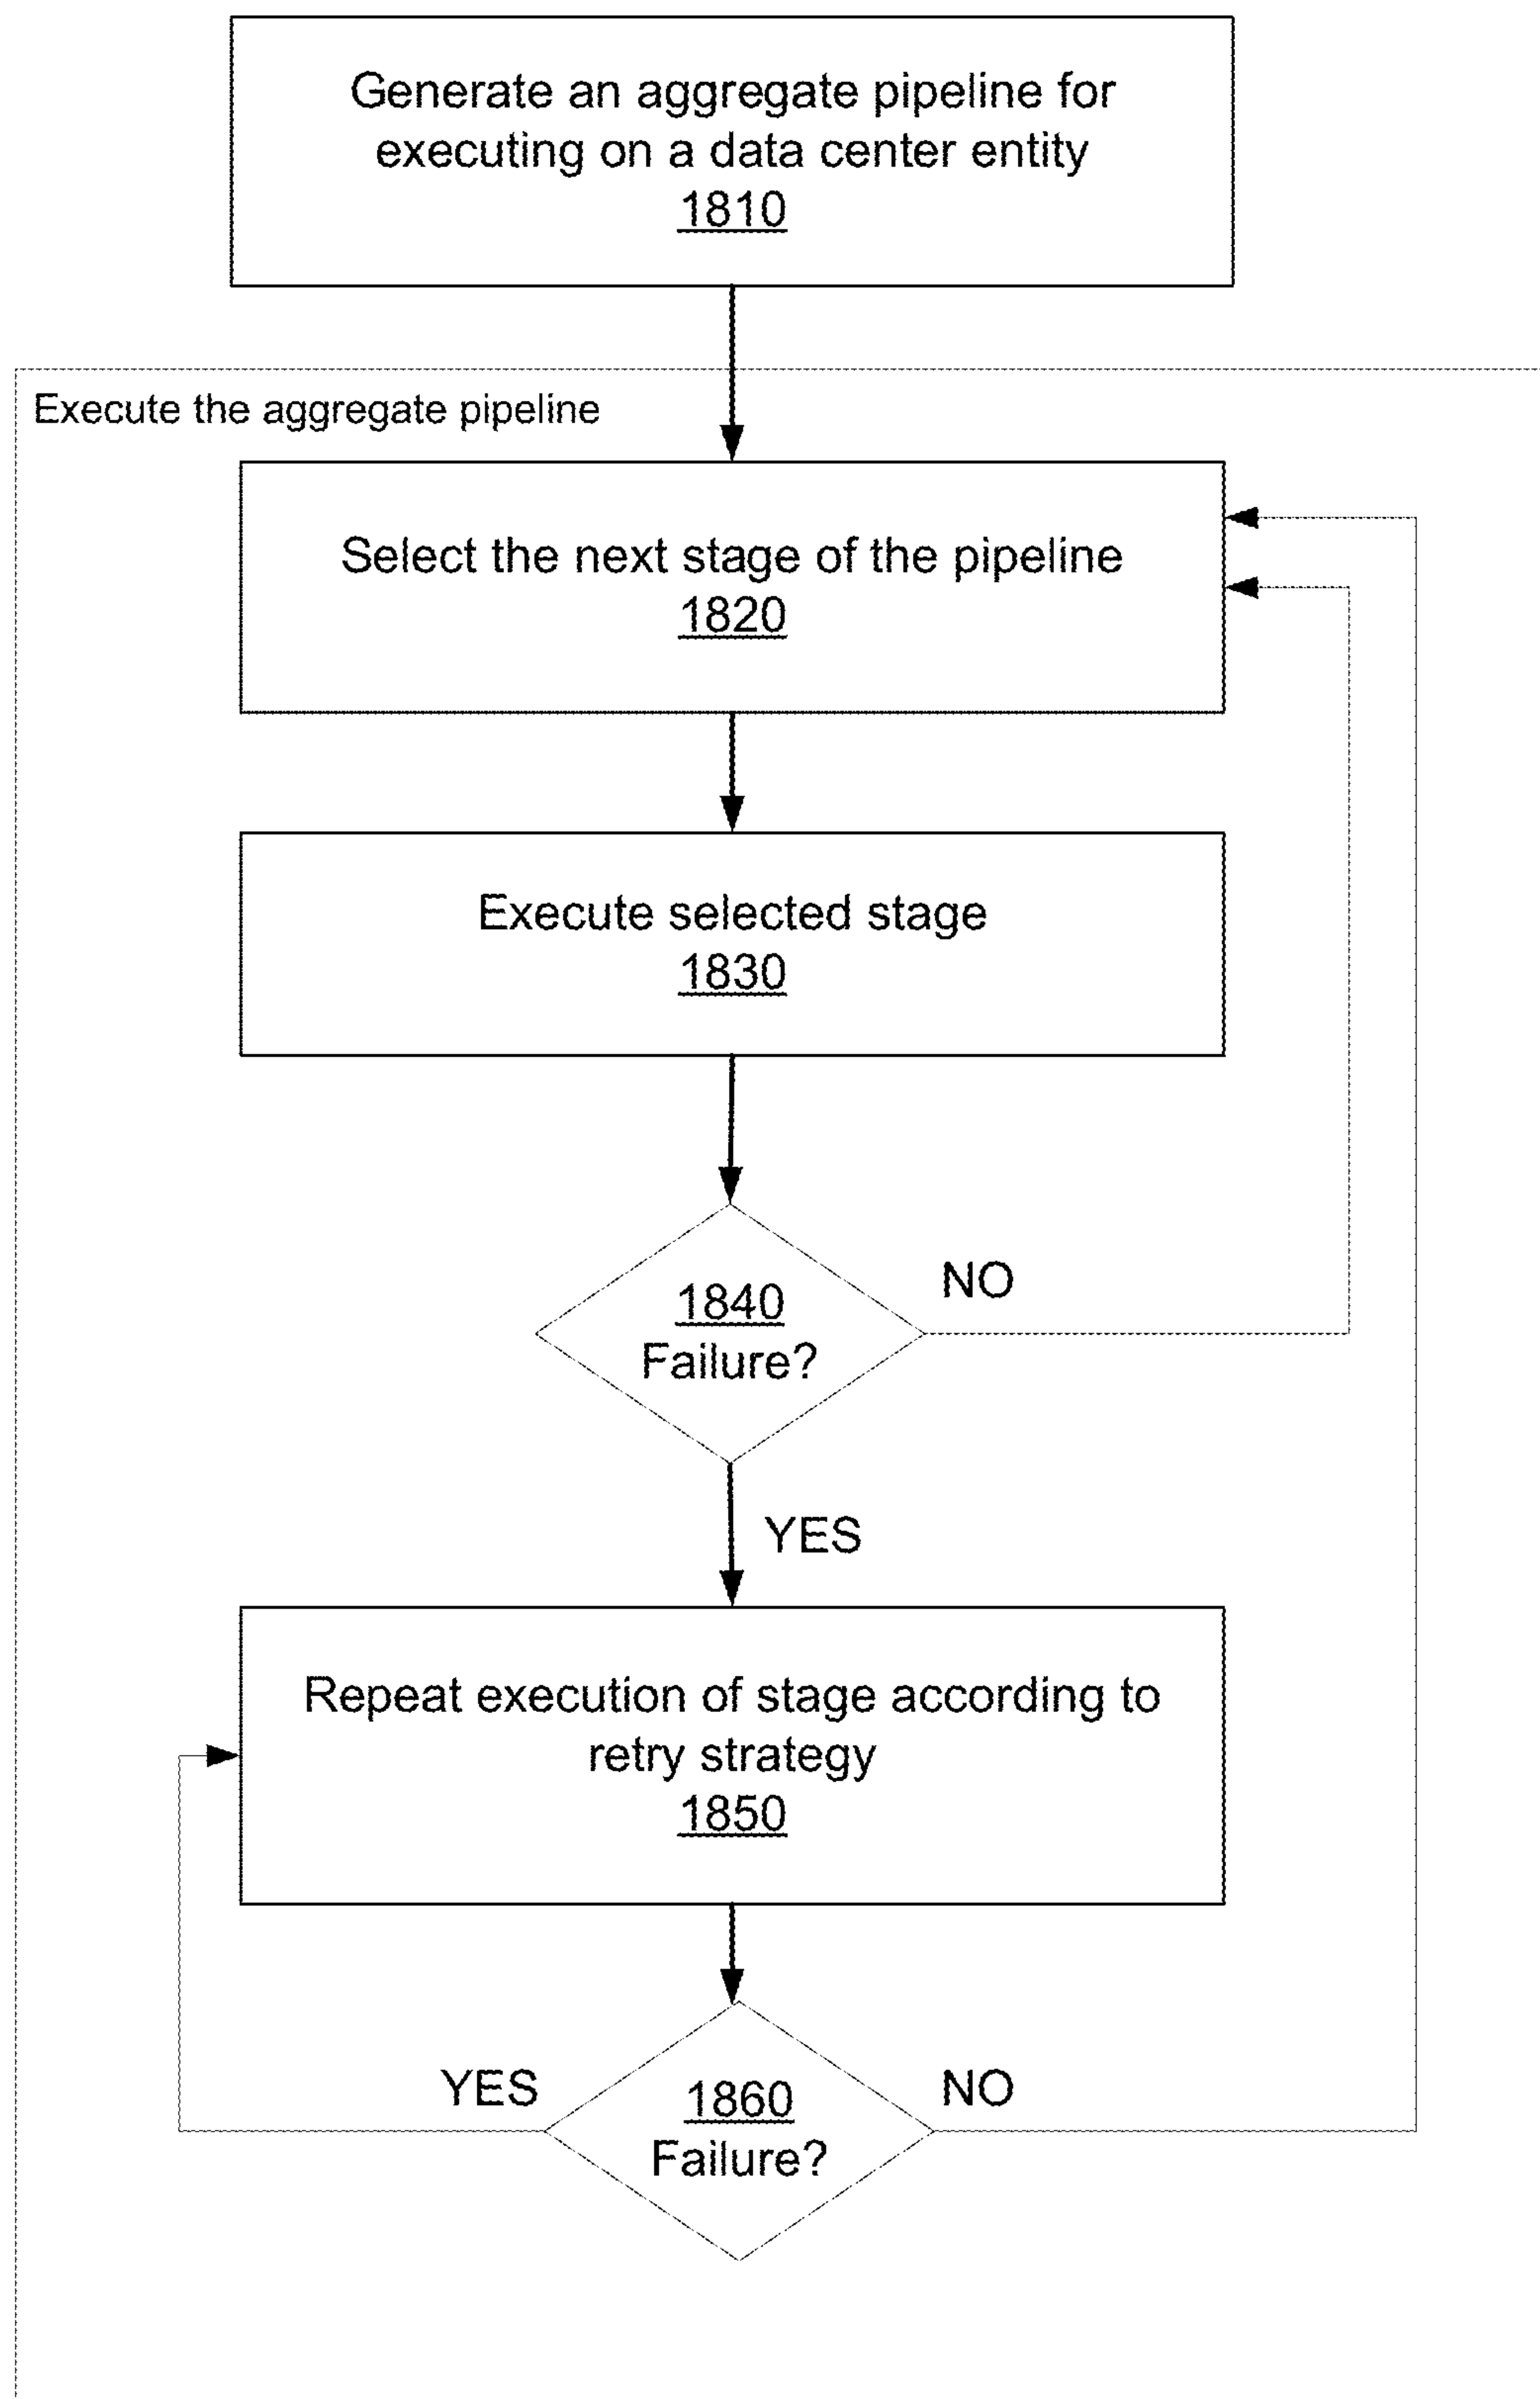 Generate an aggregate pipeline for
executing on a data center entity
1810
Execute the aggregate pipeline
Select the next stage of the pipeline
1820
Execute selected stage
1830
1840
Failure?
NO
YES
Repeat execution of stage according to
retry strategy
1850
YES
1860
Failure?
NO